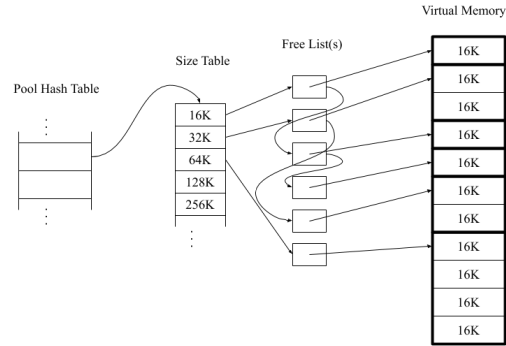 Virtual Memory
Free List(s)
Size Table
Pool Hash Table
16K
32K
64K
128K
256K
16K
16K
16K
16K
16K
16K
16K
16K
16K
16K
16K